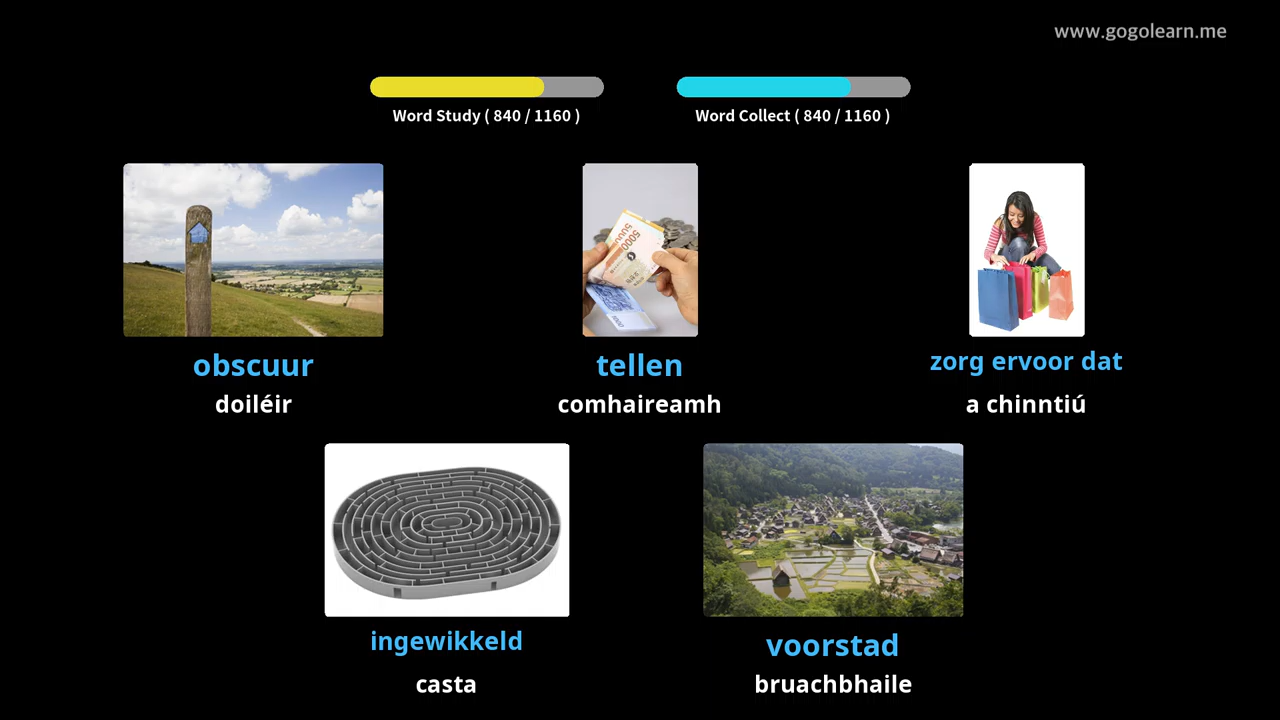 www.gogolearn.me
Word Study ( 840 / 1160 )
Word Collect ( 840 / 1160 )
obscuur
doiléir
tellen
comhaireamh
zorg ervoor dat
a chinntiú
ingewikkeld
casta
voorstad
bruachbhaile